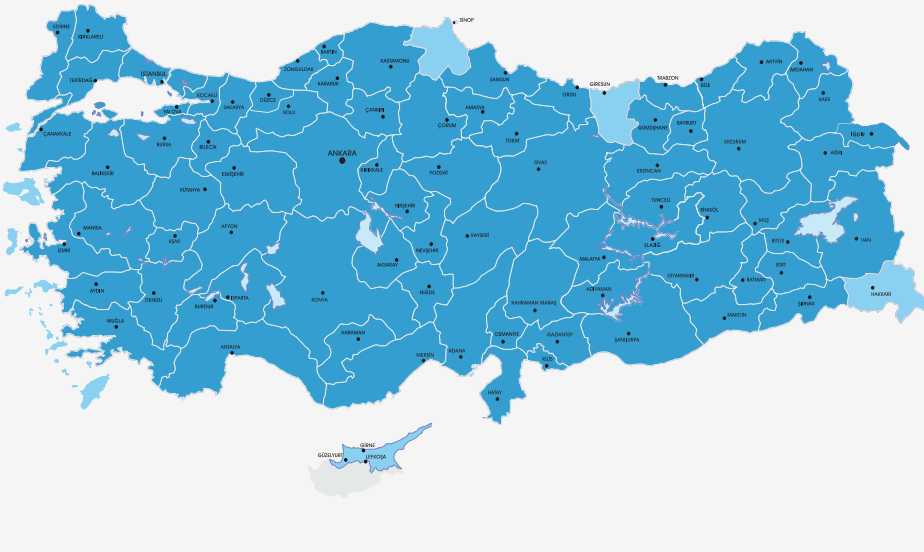 SİNOP
EDİRNE
KIRKLARELİ
BARTIN
KASTAMONU
ZONGULDAK
KARABÜK
SAMSUN
TEKİRDAĞ
İSTANBUL
KOCAELİ
SAKARYA
DÜZCE
BOLU
YALOVA
ÇANKIRI
ÇORUM
AMASYA
TOKAT
ORDU
GİRESUN
TRABZON
RİZE
ARTVİN
ARDAHAN
KARS
GÜMÜŞHANE
BAYBURT
ERZURUM
IĞDIR
AĞRI
ÇANAKKALE
BURSA
BİLECİK
ANKARA
KIRIKKALE
YOZGAT
SİVAS
ERZİNCAN
BALIKESİR
ESKİŞEHİR
KÜTAHYA
KIRŞEHİR
TUNCELİ
BİNGÖL
MUŞ
BİTLİS
VAN
MANİSA
İZMİR
UŞAK
AFYON
NEVŞEHİR
KAYSERİ
AKSARAY
ELAZIĞ
MALATYA
DİYARBAKIR
BATMAN
SİİRT
ŞIRNAK
HAKKARİ
AYDIN
DENİZLİ
BURDUR
ISPARTA
KONYA
NİĞDE
ADIYAMAN
KAHRAMAN MARAŞ
MARDİN
MUĞLA
ANTALYA
KARAMAN
MERSİN
ADANA
OSMANİYE
GAZİANTEP
KİLİS
ŞANLIURFA
HATAY
GİRNE
GÜZELYURT
LEFKOŞA